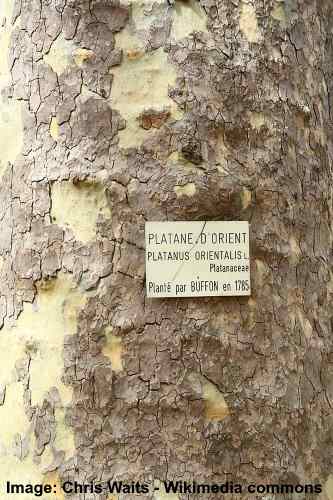 PLATANE D'ORIENT
PLATANUS ORIENTALIS L.
Platanaceae
Planté par BUFFON en 1785
Image: Chris Waits - Wikimedia commons